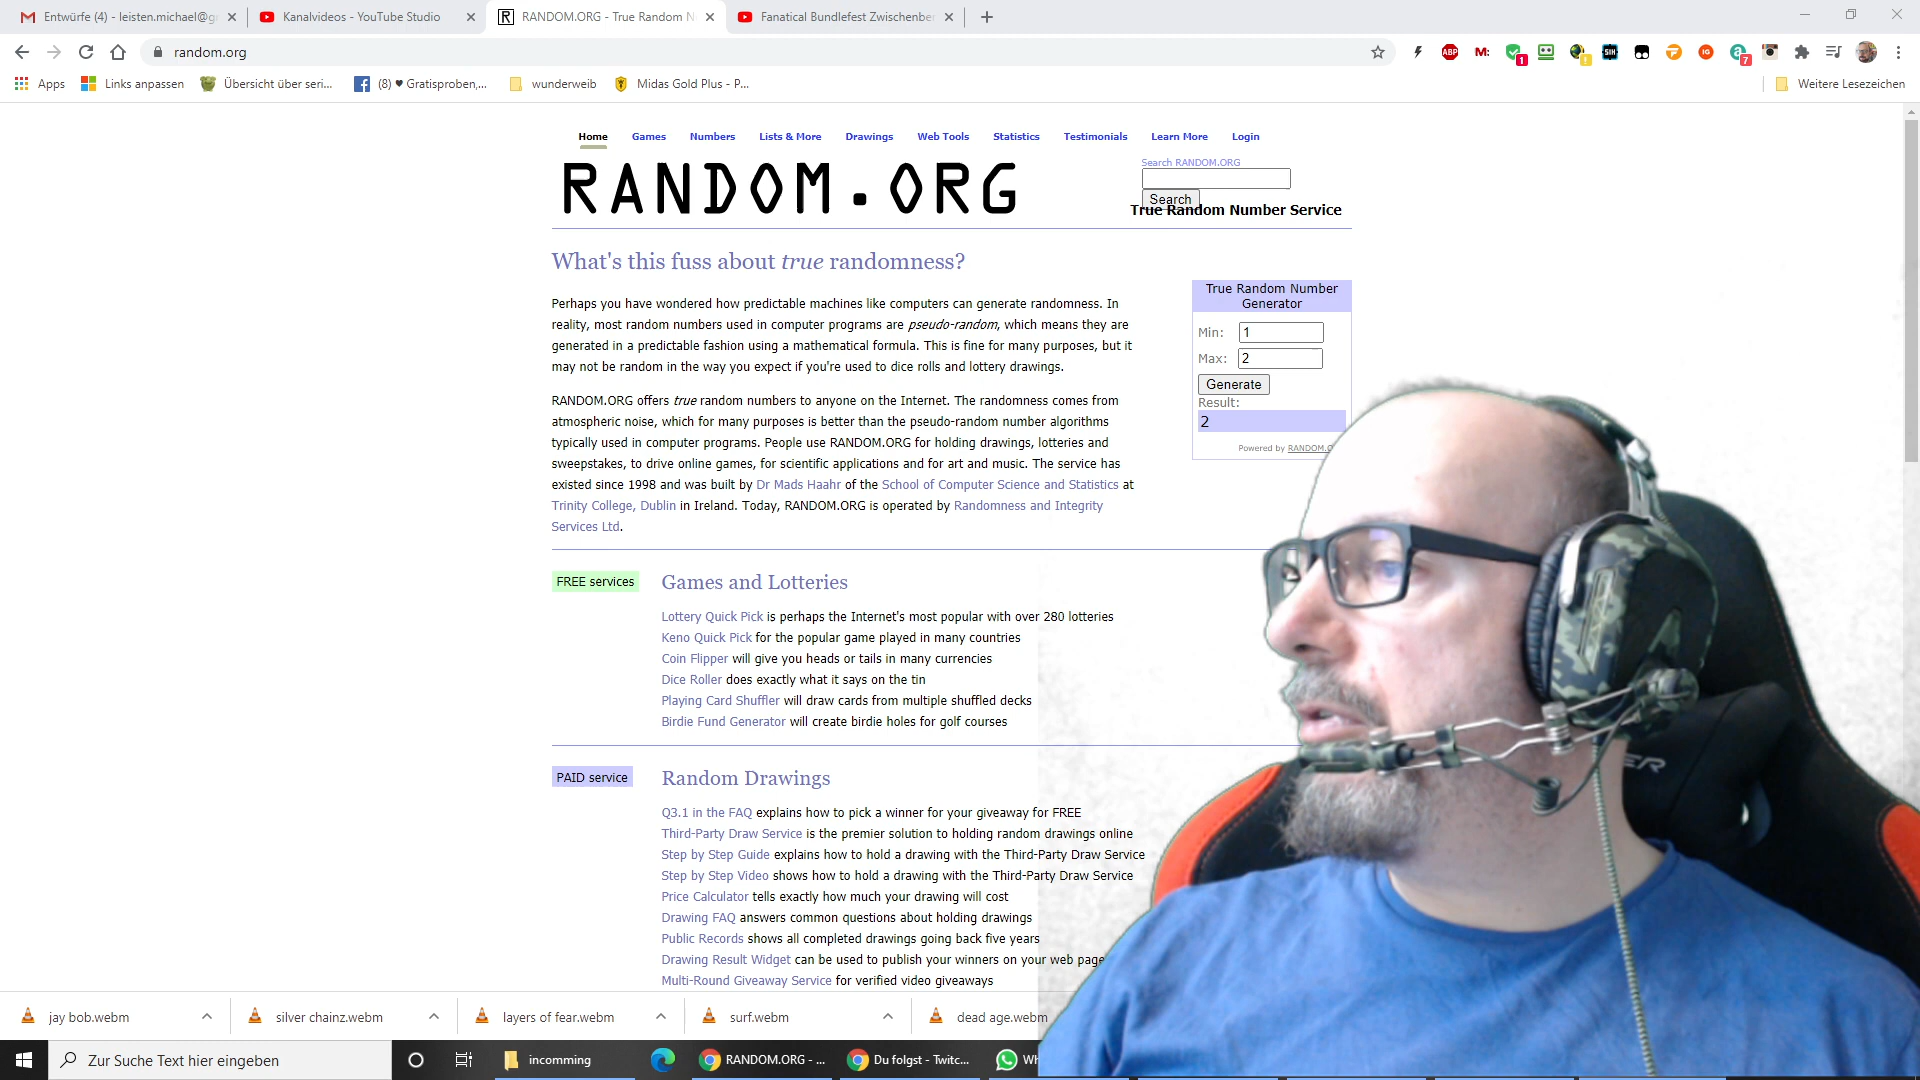 Entwürfe (4) - leisten.michael@g
Kanalvideos - YouTube Studio
RANDOM.ORG - True Random N
Fanatical Bundlefest Zwischenbe
random.org
ABP
M:
1
SIH
7
Apps
Links anpassen
Übersicht über seri...
(8) ♥ Gratisproben,...
wunderweib
Midas Gold Plus - P...
Weitere Lesezeichen
Home
Games
Numbers
Lists & More
Drawings
Web Tools
Statistics
Testimonials
Learn More
Login
RANDOM.ORG
Search RANDOM.ORG
Search
True Random Number Service
What's this fuss about true randomness?
Perhaps you have wondered how predictable machines like computers can generate randomness. In
reality, most random numbers used in computer programs are pseudo-random, which means they are
generated in a predictable fashion using a mathematical formula. This is fine for many purposes, but it
may not be random in the way you expect if you're used to dice rolls and lottery drawings.
RANDOM.ORG offers true random numbers to anyone on the Internet. The randomness comes from
atmospheric noise, which for many purposes is better than the pseudo-random number algorithms
typically used in computer programs. People use RANDOM.ORG for holding drawings, lotteries and
sweepstakes, to drive online games, for scientific applications and for art and music. The service has
existed since 1998 and was built by Dr Mads Haahr of the School of Computer Science and Statistics at
Trinity College, Dublin in Ireland. Today, RANDOM.ORG is operated by Randomness and Integrity
Services Ltd.
True Random Number
Generator
Min: 1
Max: 2
Generate
Result:
2
Powered by RANDOM.O
FREE services
Games and Lotteries
Lottery Quick Pick is perhaps the Internet's most popular with over 280 lotteries
Keno Quick Pick for the popular game played in many countries
Coin Flipper will give you heads or tails in many currencies
Dice Roller does exactly what it says on the tin
Playing Card Shuffler will draw cards from multiple shuffled decks
Birdie Fund Generator will create birdie holes for golf courses
PAID service
Random Drawings
Q3.1 in the FAQ explains how to pick a winner for your giveaway for FREE
Third-Party Draw Service is the premier solution to holding random drawings online
Step by Step Guide explains how to hold a drawing with the Third-Party Draw Service
Step by Step Video shows how to hold a drawing with the Third-Party Draw Service
Price Calculator tells exactly how much your drawing will cost
Drawing FAQ answers common questions about holding drawings
Public Records shows all completed drawings going back five years
Drawing Result Widget can be used to publish your winners on your web page
Multi-Round Giveaway Service for verified video giveaways
jay bob.webm
silver chainz.webm
layers of fear.webm
surf.webm
dead age.webm
Zur Suche Text hier eingeben
incomming
RANDOM.ORG - ...
Du folgst - Twitc...
Wh